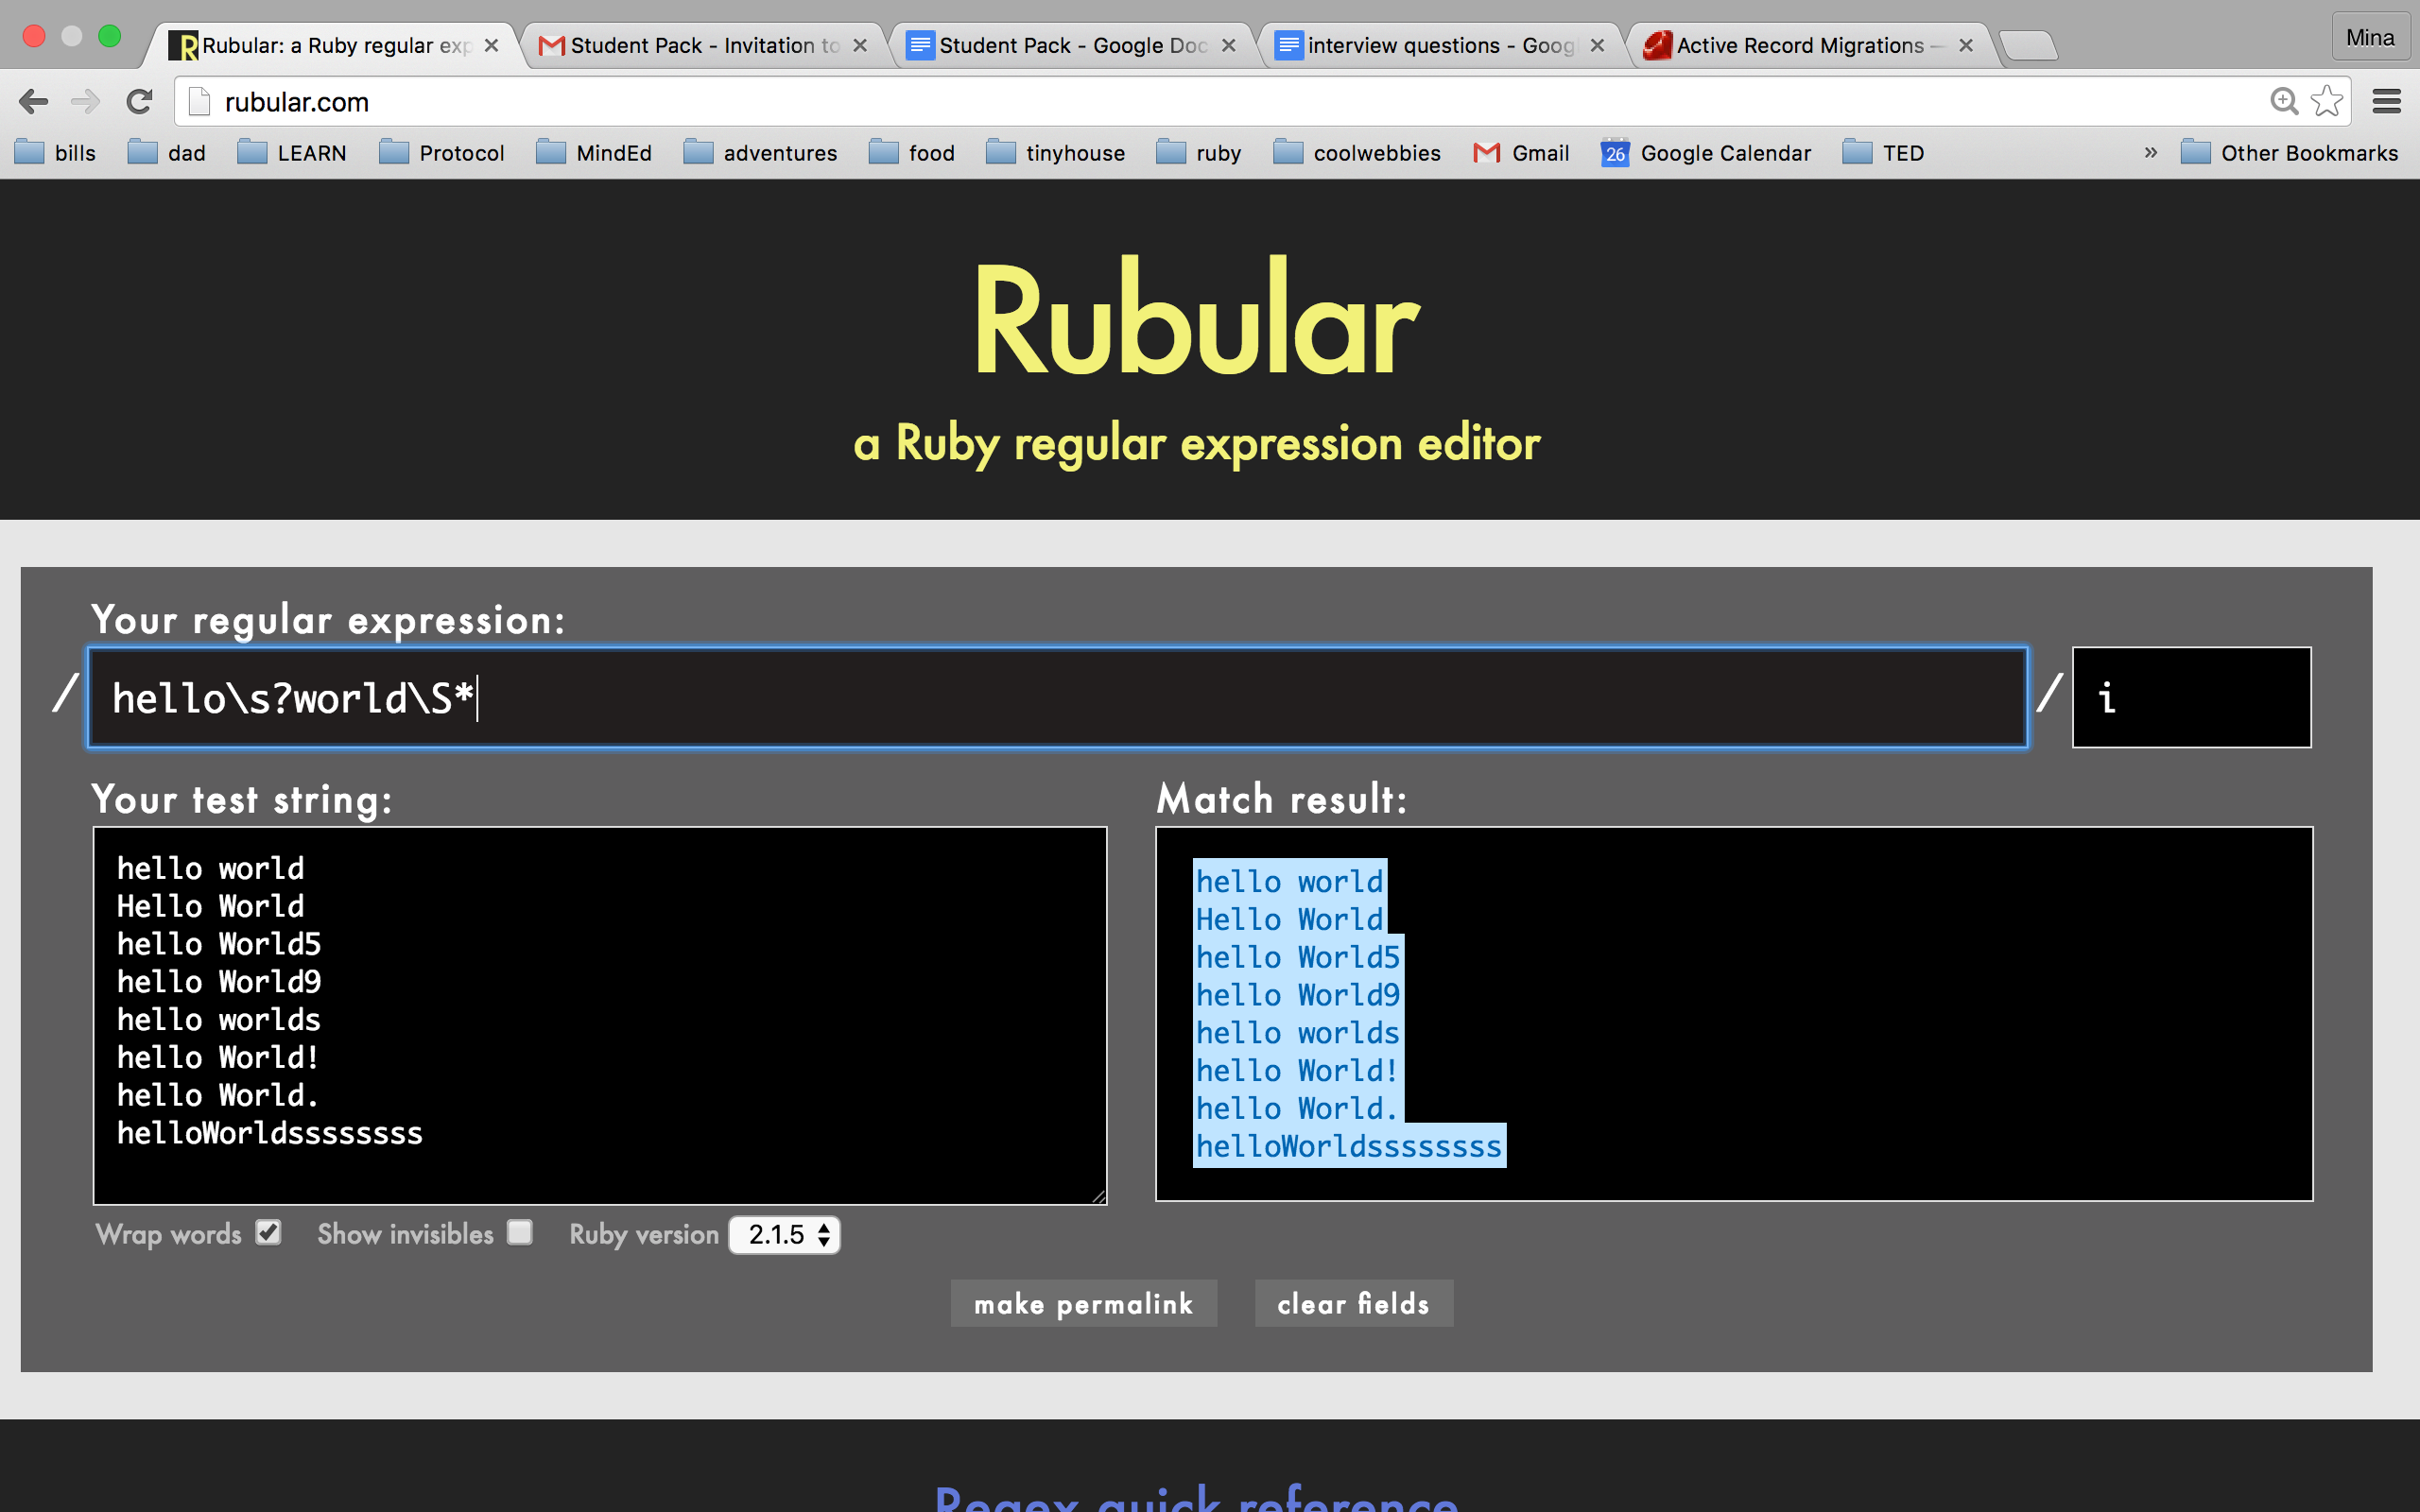 Rubular: a Ruby regular exp
Student Pack - Invitation to
Student Pack - Google Doc
interview questions - Goog
Active Record Migrations —
Mina
rubular.com
bills dad LEARN Protocol MindEd adventures food tinyhouse ruby coolwebbies Gmail 26 Google Calendar TED » Other Bookmarks
Rubular
a Ruby regular expression editor
Your regular expression:
/ hello\s?world\S* / i
Your test string:
hello world
Hello World
hello World5
hello World9
hello worlds
hello World!
hello World.
helloWorldssssssss
Match result:
hello world
Hello World
hello World5
hello World9
hello worlds
hello World!
hello World.
helloWorldssssssss
Wrap words Show invisibles Ruby version 2.1.5
make permalink clear fields
Regex quick reference